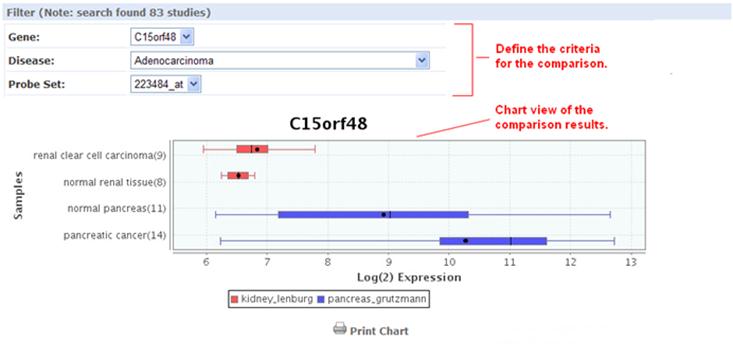 Filter (Note: search found 83 studies)
Gene: C15orf48
Disease: Adenocarcinoma
Probe Set: 223484_at
Define the criteria
for the comparison.
Chart view of the
comparison results.
C15orf48
Samples
renal clear cell carcinoma(9)
normal renal tissue(8)
normal pancreas(11)
pancreatic cancer(14)
6 7 8 9 10 11 12 13
Log(2) Expression
kidney_lenburg pancreas_grutzmann
Print Chart